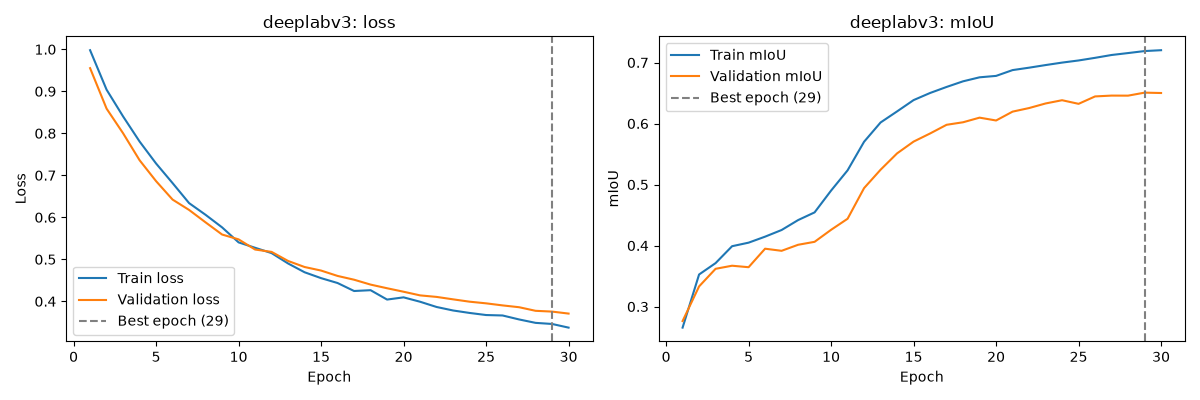 deeplabv3: loss
1.0
0.9
0.8
0.7
0.6
0.5
0.4
Loss
Train loss
Validation loss
Best epoch (29)
0 5 10 15 20 25 30
Epoch
deeplabv3: mIoU
0.7
0.6
0.5
0.4
0.3
mIoU
Train mIoU
Validation mIoU
Best epoch (29)
0 5 10 15 20 25 30
Epoch